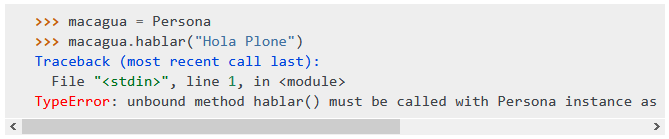 >>> macagua = Persona
>>> macagua.hablar("Hola Plone")
Traceback (most recent call last):
  File "<stdin>", line 1, in <module>
TypeError: unbound method hablar() must be called with Persona instance as